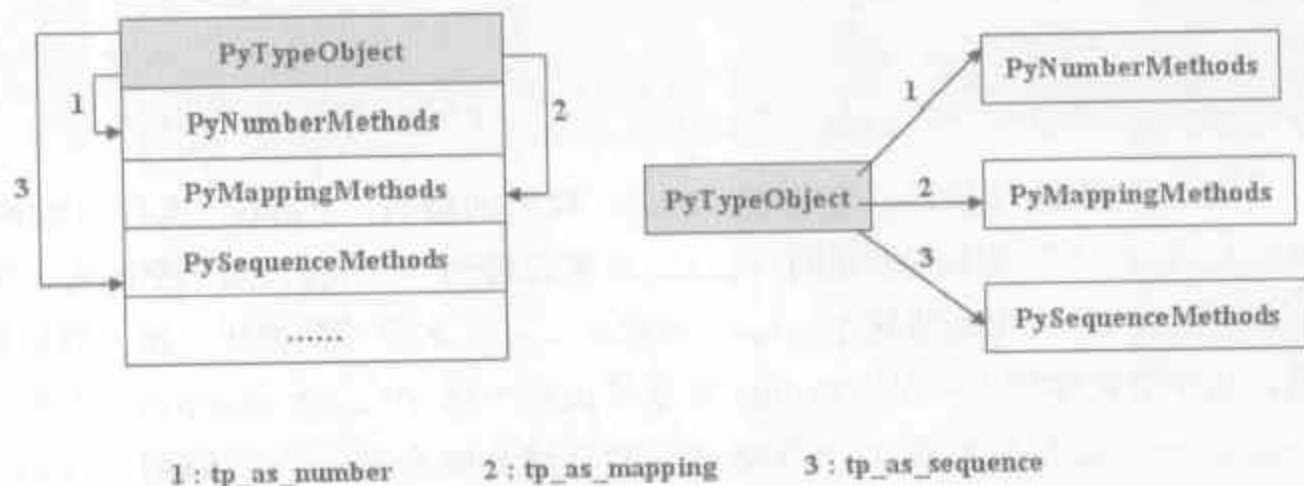 PyTypeObject
1
PyNumberMethods
2
PyMappingMethods
3
PySequenceMethods
......
PyTypeObject
1
PyNumberMethods
2
PyMappingMethods
3
PySequenceMethods
1 : tp_as_number 2 : tp_as_mapping 3 : tp_as_sequence